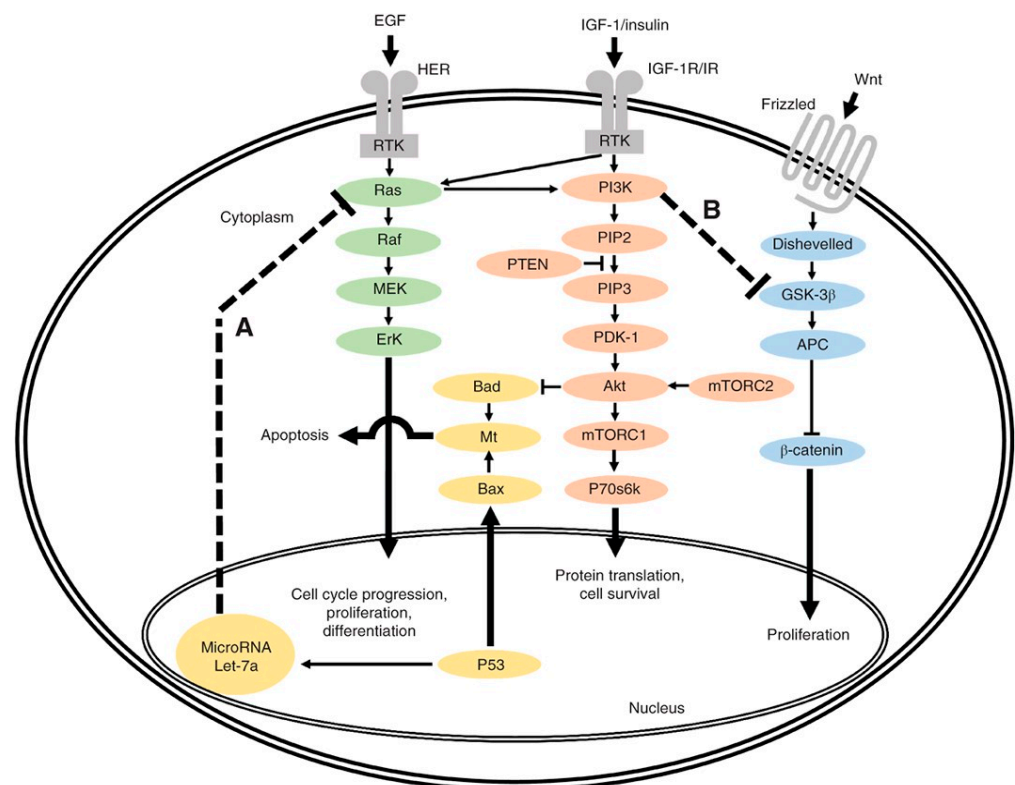 EGF
IGF-1/insulin
HER
IGF-1R/IR
Wnt
Frizzled
RTK
RTK
Ras
PI3K
B
Cytoplasm
Raf
PIP2
Dishevelled
PTEN
MEK
PIP3
GSK-3β
A
ErK
PDK-1
APC
Bad
Akt
mTORC2
Apoptosis
Mt
mTORC1
β-catenin
Bax
P70s6k
Protein translation,
cell survival
Cell cycle progression,
proliferation,
differentiation
Proliferation
MicroRNA
Let-7a
P53
Nucleus